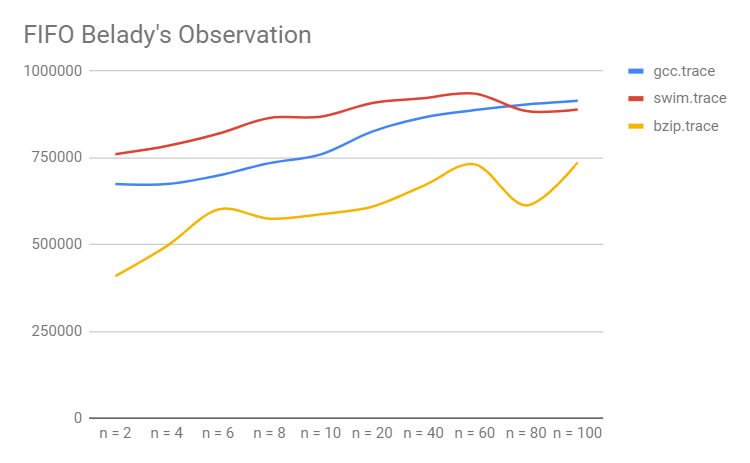 FIFO Belady's Observation
1000000
750000
500000
250000
0
n = 2 n = 4 n = 6 n = 8 n = 10 n = 20 n = 40 n = 60 n = 80 n = 100
gcc.trace
swim.trace
bzip.trace